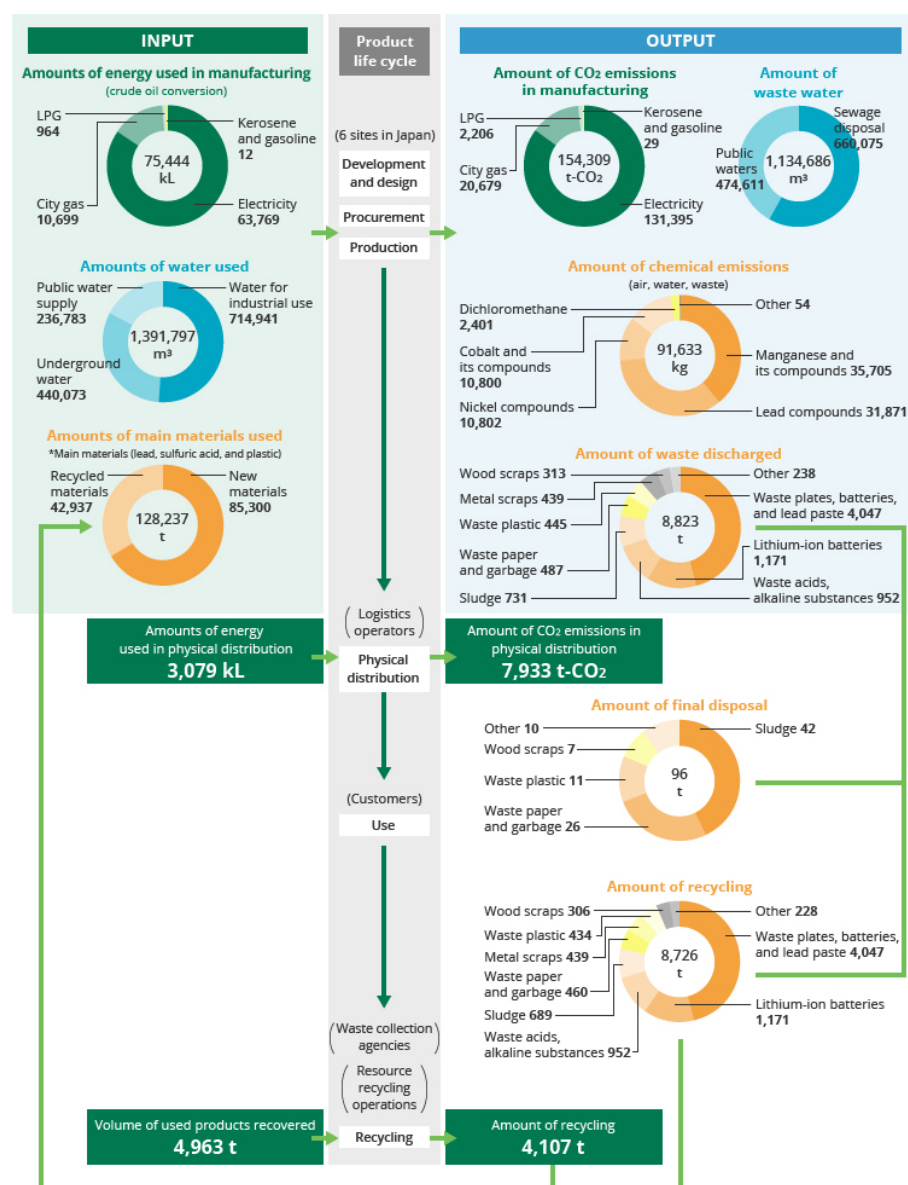 INPUT
Amounts of energy used in manufacturing
(crude oil conversion)
LPG
964
Kerosene
and gasoline
12
75,444
kL
City gas
10,699
Electricity
63,769
Amounts of water used
Public water
supply
236,783
Water for
industrial use
714,941
1,391,797
m³
Underground
water
440,073
Amounts of main materials used
*Main materials (lead, sulfuric acid, and plastic)
Recycled
materials
42,937
New
materials
85,300
128,237
t
Product
life cycle
(6 sites in Japan)
Development
and design
Procurement
Production
OUTPUT
Amount of CO₂ emissions
in manufacturing
LPG
2,206
Kerosene
and gasoline
29
154,309
t-CO₂
City gas
20,679
Electricity
131,395
Amount of
waste water
Sewage
disposal
660,075
Public
waters
474,611
1,134,686
m³
Amount of chemical emissions
(air, water, waste)
Dichloromethane
2,401
Other 54
Cobalt and
its compounds
10,800
91,633
kg
Manganese and
its compounds 35,705
Nickel compounds
10,802
Lead compounds 31,871
Amount of waste discharged
Wood scraps 313
Other 238
Metal scraps 439
Waste plates, batteries,
and lead paste 4,047
Waste plastic 445
8,823
t
Waste paper
and garbage 487
Lithium-ion batteries
1,171
Sludge 731
Waste acids,
alkaline substances 952
(Logistics
operators)
Amounts of energy
used in physical distribution
3,079 kL
Physical
distribution
Amount of CO₂ emissions in
physical distribution
7,933 t-CO₂
Amount of final disposal
Other 10
Sludge 42
Wood scraps 7
Waste plastic 11
96
t
Waste paper
and garbage 26
(Customers)
Use
Amount of recycling
Wood scraps 306
Other 228
Waste plastic 434
Waste plates, batteries,
and lead paste 4,047
Metal scraps 439
8,726
t
Waste paper
and garbage 460
Sludge 689
Lithium-ion batteries
1,171
Waste acids,
alkaline substances 952
(Waste collection
agencies)
(Resource
recycling
operations)
Volume of used products recovered
4,963 t
Recycling
Amount of recycling
4,107 t